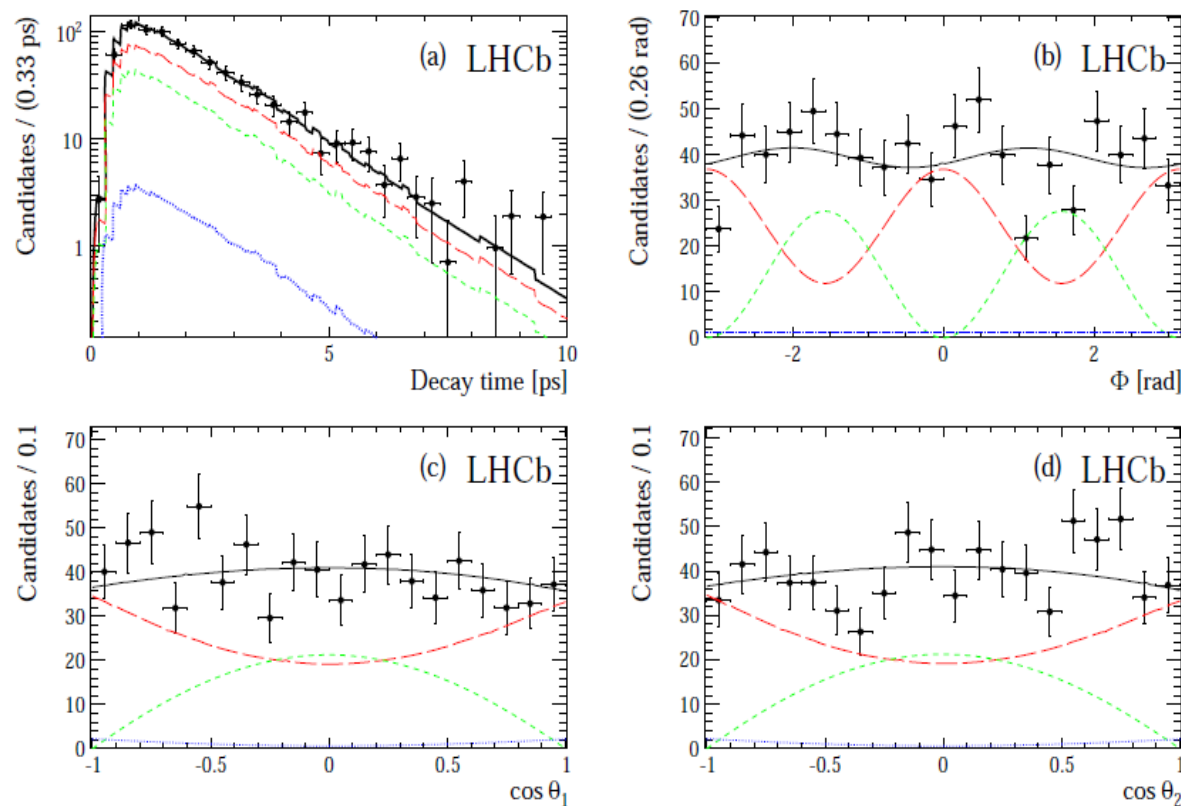 Candidates / (0.33 ps)
10²
10
1
(a) LHCb
0 5 10
Decay time [ps]
Candidates / (0.26 rad)
70
60
50
40
30
20
10
0
(b) LHCb
-2 0 2
Φ [rad]
Candidates / 0.1
70
60
50
40
30
20
10
0
(c) LHCb
-1 -0.5 0 0.5 1
cos θ₁
Candidates / 0.1
70
60
50
40
30
20
10
0
(d) LHCb
-1 -0.5 0 0.5 1
cos θ₂